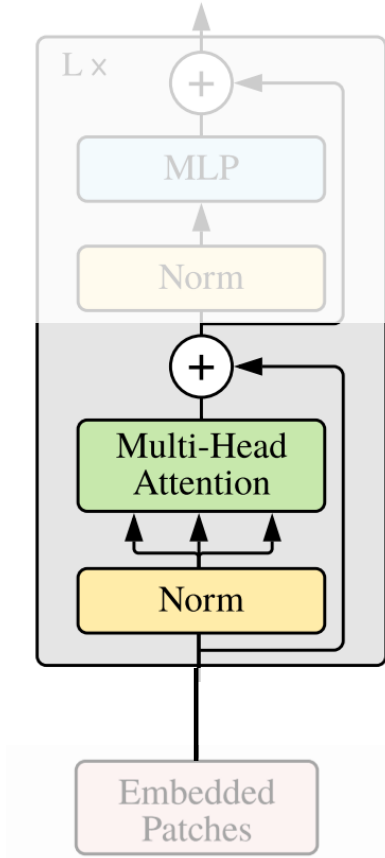 L ×
+
MLP
Norm
+
Multi-Head
Attention
Norm
Embedded
Patches